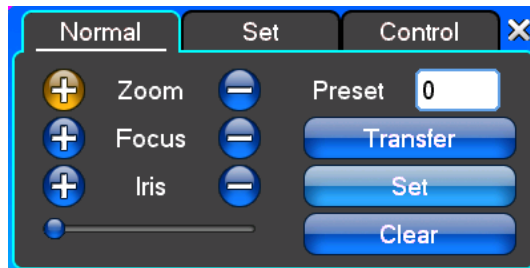 Normal Set Control
Zoom Preset 0
Focus Transfer
Iris Set
Clear